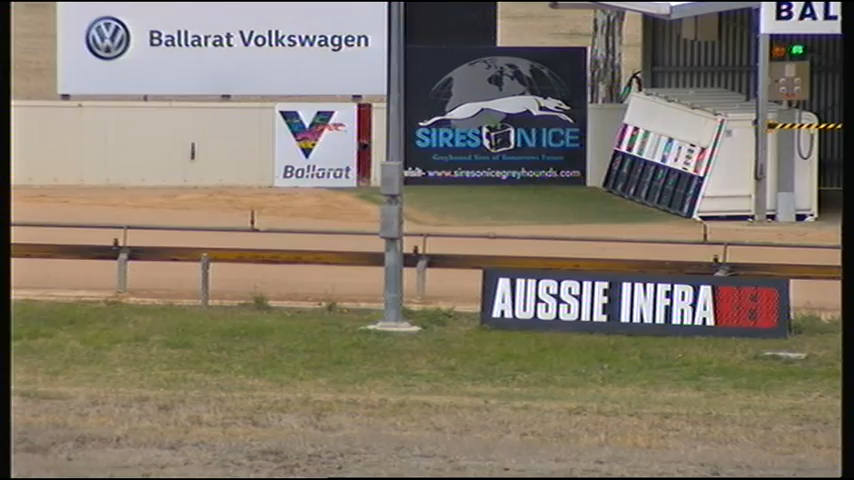 Ballarat Volkswagen
BAL
V
Ballarat
SIRES ON ICE
Greyhound Sires of Tomorrows Future
visit- www.siresonicegreyhounds.com
AUSSIE INFRA